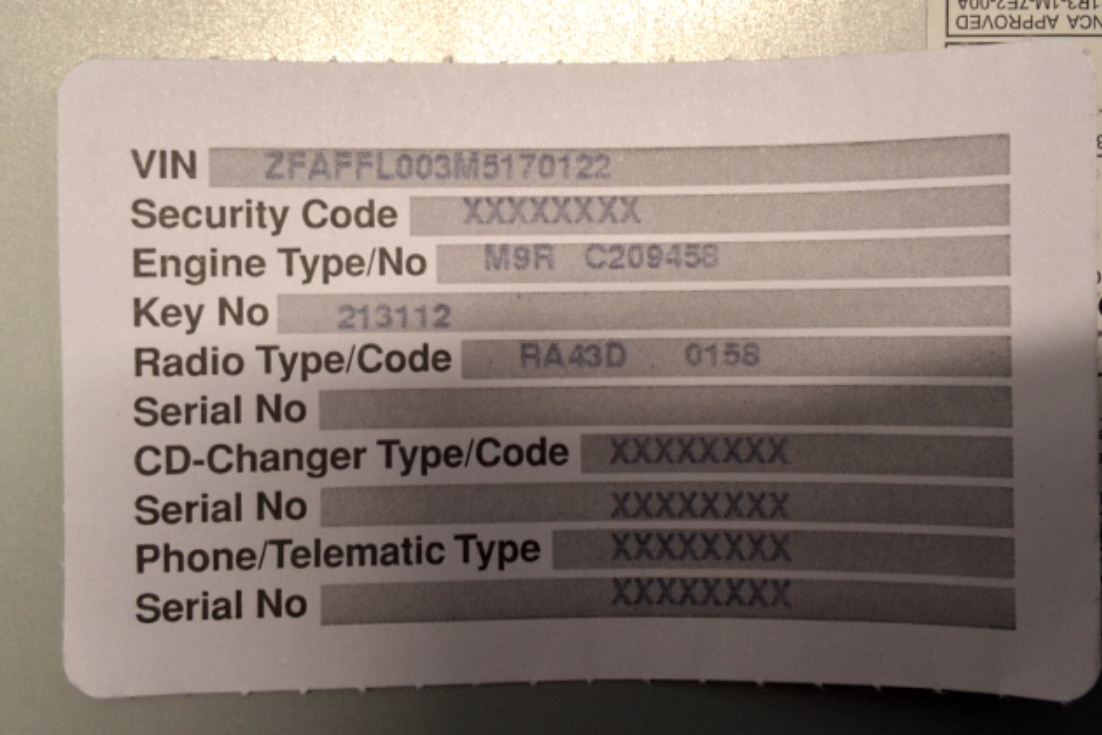 NCA APPROVED
VIN ZFAFFL003M5170122
Security Code XXXXXXXX
Engine Type/No M9R C209458
Key No 213112
Radio Type/Code RA43D 0158
Serial No
CD-Changer Type/Code XXXXXXXX
Serial No XXXXXXXX
Phone/Telematic Type XXXXXXXX
Serial No XXXXXXXX